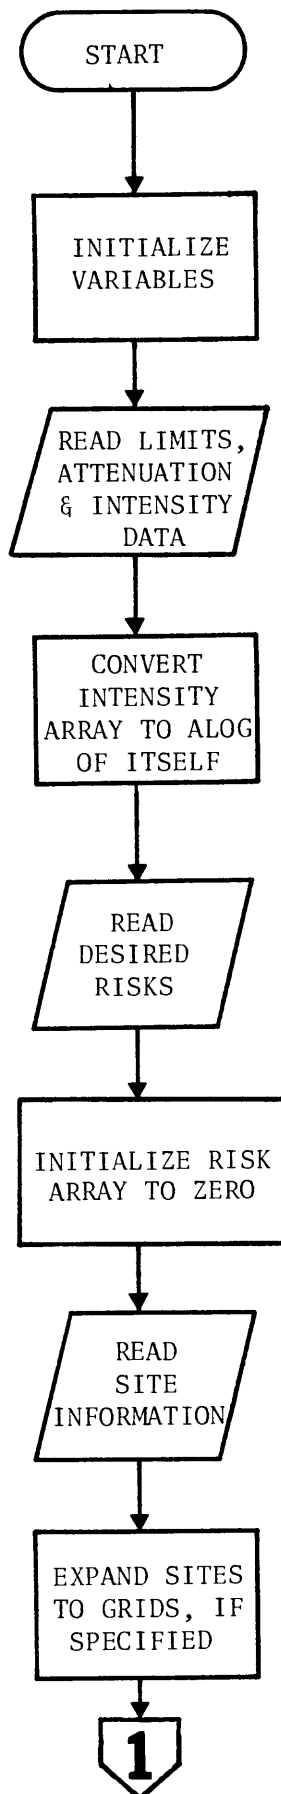 START
INITIALIZE
VARIABLES
READ LIMITS,
ATTENUATION
& INTENSITY
DATA
CONVERT
INTENSITY
ARRAY TO ALOG
OF ITSELF
READ
DESIRED
RISKS
INITIALIZE RISK
ARRAY TO ZERO
READ
SITE
INFORMATION
EXPAND SITES
TO GRIDS, IF
SPECIFIED
1